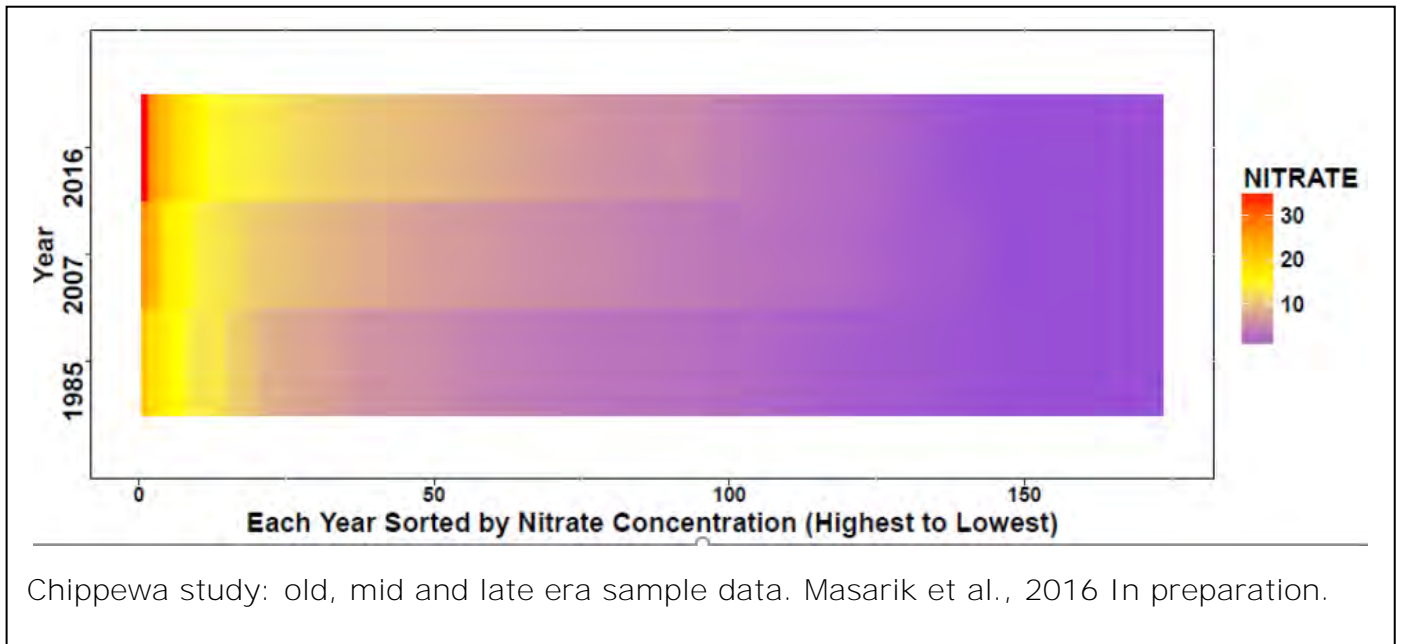 Year
2016
2007
1985
0 50 100 150
Each Year Sorted by Nitrate Concentration (Highest to Lowest)
NITRATE
30
20
10
Chippewa study: old, mid and late era sample data. Masarik et al., 2016 In preparation.